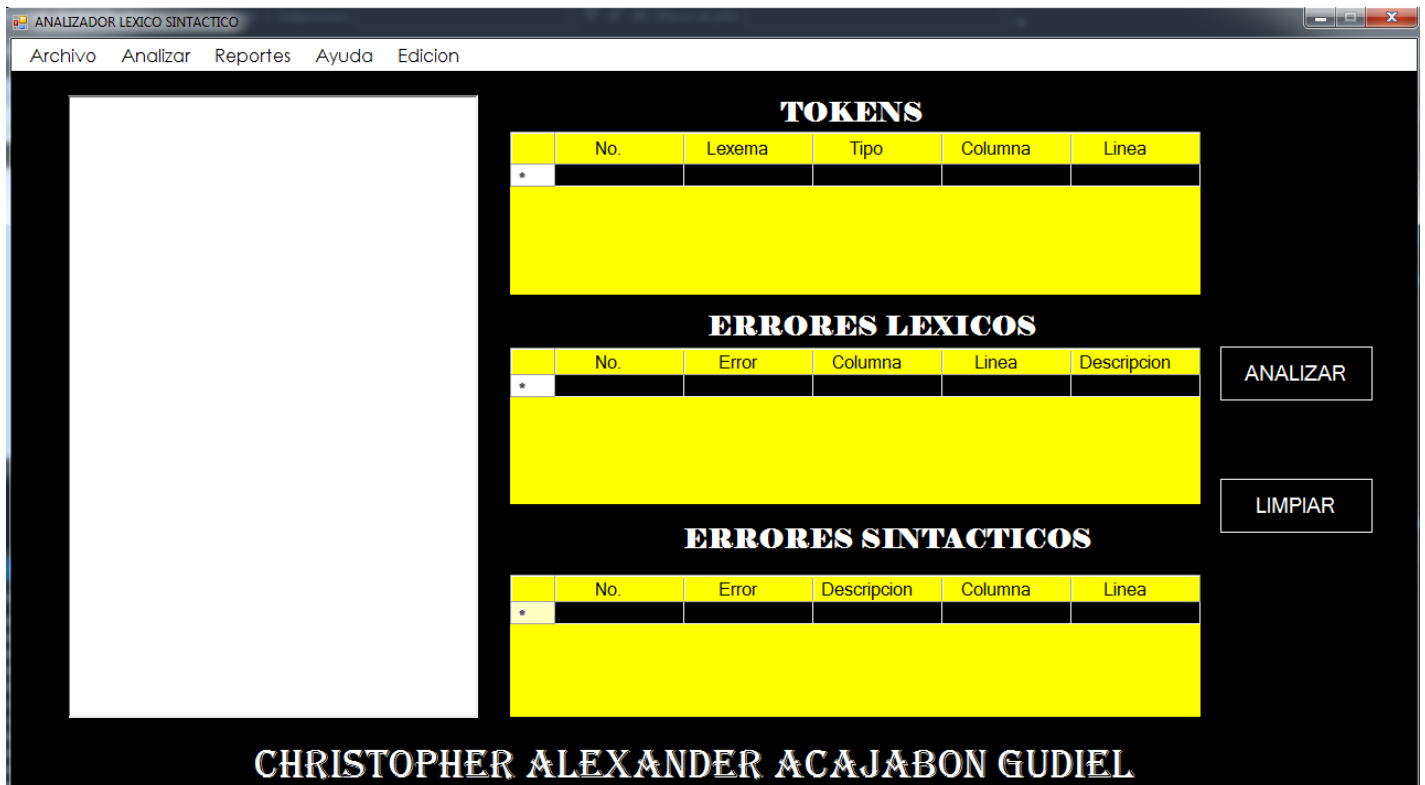 ANALIZADOR LEXICO SINTACTICO
Archivo Analizar Reportes Ayuda Edicion
TOKENS
No. Lexema Tipo Columna Linea
*
ERRORES LEXICOS
No. Error Columna Linea Descripcion
*
ANALIZAR
LIMPIAR
ERRORES SINTACTICOS
No. Error Descripcion Columna Linea
*
CHRISTOPHER ALEXANDER ACAJABON GUDIEL